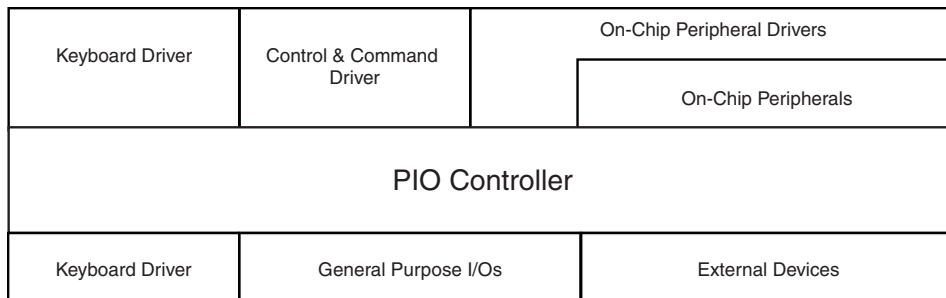 Keyboard Driver
Control & Command
Driver
On-Chip Peripheral Drivers
On-Chip Peripherals
PIO Controller
Keyboard Driver
General Purpose I/Os
External Devices